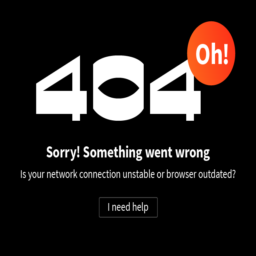 Oh!
404
Sorry! Something went wrong
Is your network connection unstable or browser outdated?
I need help